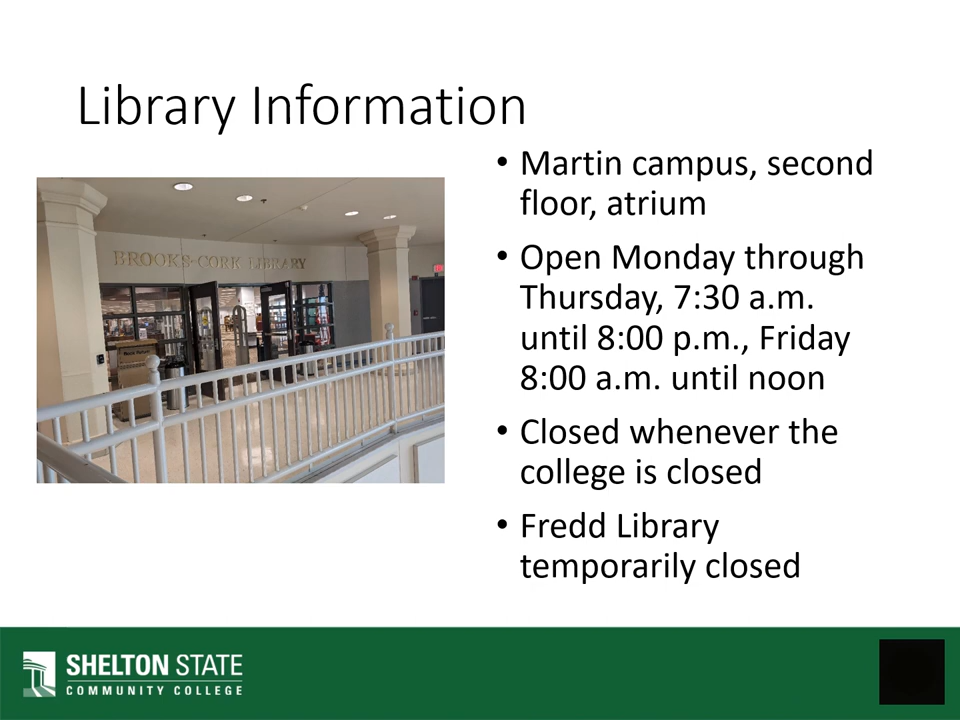 Library Information
BROOKS-CORK LIBRARY
Book Return
• Martin campus, second
floor, atrium
• Open Monday through
Thursday, 7:30 a.m.
until 8:00 p.m., Friday
8:00 a.m. until noon
• Closed whenever the
college is closed
• Fredd Library
temporarily closed
SHELTON STATE
COMMUNITY COLLEGE